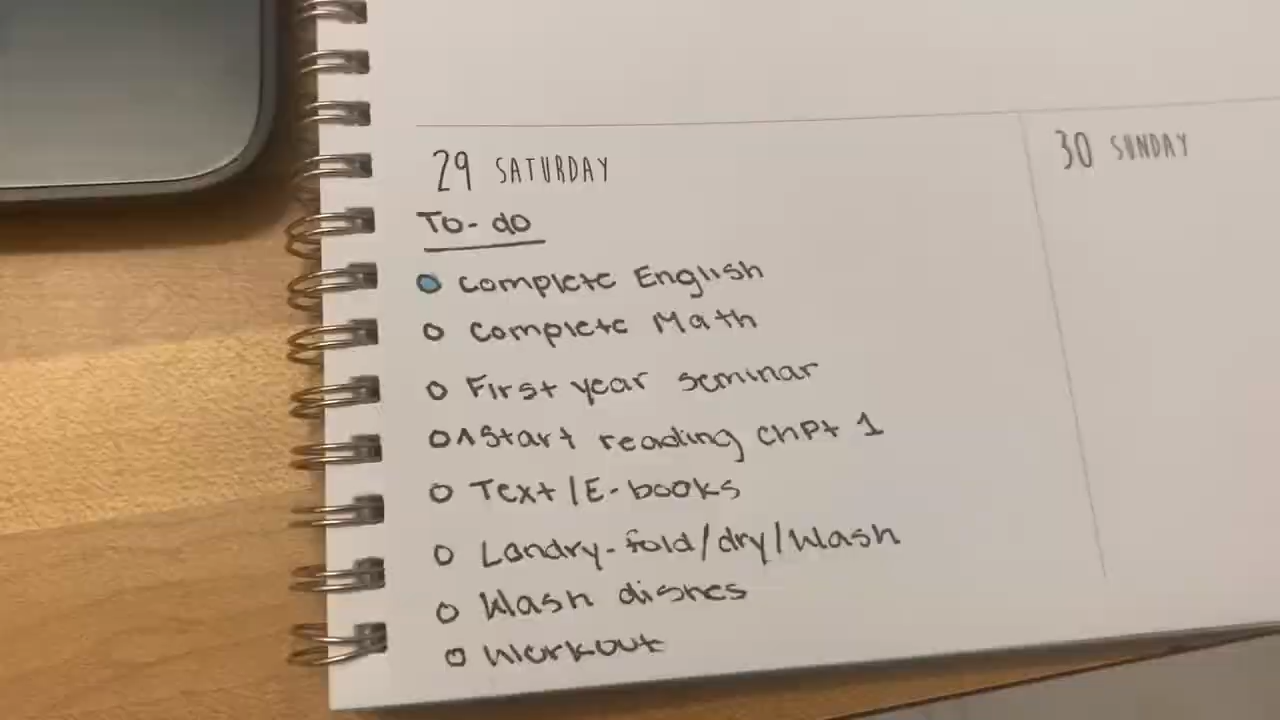 29 SATURDAY
30 SUNDAY
To-do
Complete English
Complete Math
First year seminar
Start reading Chpt 1
Text/E-books
Landry-fold/dry/Wash
Wash dishes
Workout